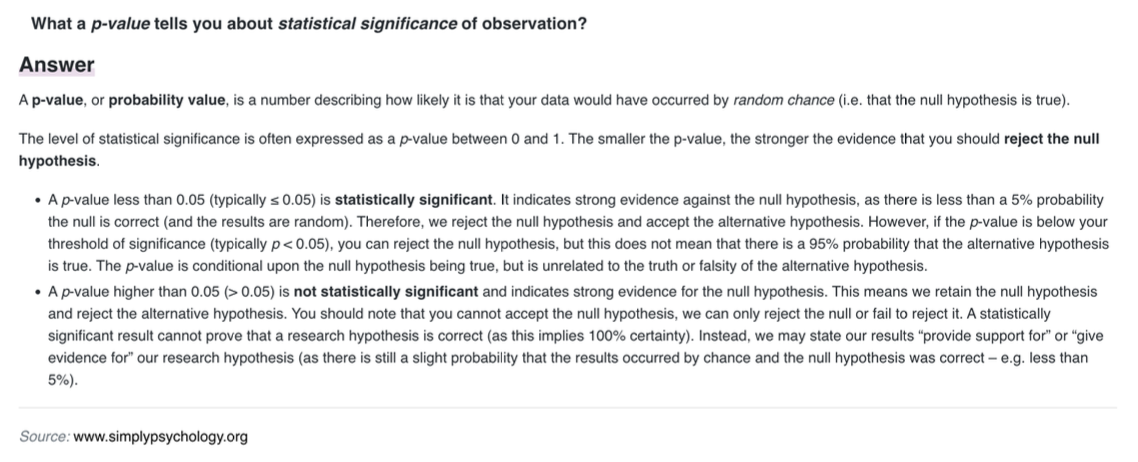 What a p-value tells you about statistical significance of observation?
Answer
A p-value, or probability value, is a number describing how likely it is that your data would have occurred by random chance (i.e. that the null hypothesis is true).
The level of statistical significance is often expressed as a p-value between 0 and 1. The smaller the p-value, the stronger the evidence that you should reject the null
hypothesis.
• A p-value less than 0.05 (typically ≤ 0.05) is statistically significant. It indicates strong evidence against the null hypothesis, as there is less than a 5% probability
the null is correct (and the results are random). Therefore, we reject the null hypothesis and accept the alternative hypothesis. However, if the p-value is below your
threshold of significance (typically p < 0.05), you can reject the null hypothesis, but this does not mean that there is a 95% probability that the alternative hypothesis
is true. The p-value is conditional upon the null hypothesis being true, but is unrelated to the truth or falsity of the alternative hypothesis.
• A p-value higher than 0.05 (> 0.05) is not statistically significant and indicates strong evidence for the null hypothesis. This means we retain the null hypothesis
and reject the alternative hypothesis. You should note that you cannot accept the null hypothesis, we can only reject the null or fail to reject it. A statistically
significant result cannot prove that a research hypothesis is correct (as this implies 100% certainty). Instead, we may state our results “provide support for” or “give
evidence for” our research hypothesis (as there is still a slight probability that the results occurred by chance and the null hypothesis was correct – e.g. less than
5%).
Source: www.simplypsychology.org